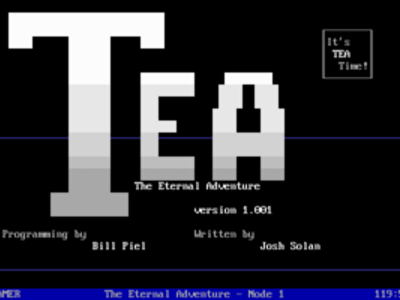 It's
TEA
Time!
TEA
The Eternal Adventure
version 1.001
Programming by
Bill Piel
Written by
Josh Solan
The Eternal Adventure - Node 1